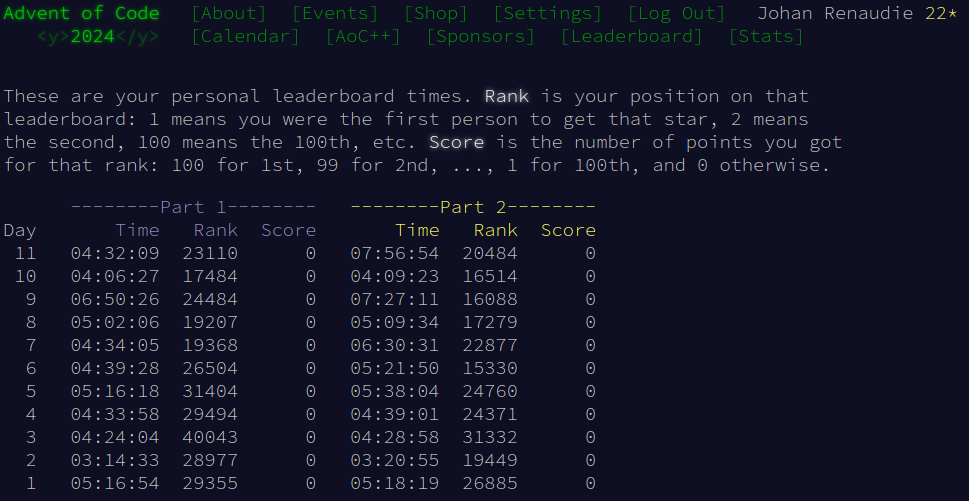 Advent of Code [About] [Events] [Shop] [Settings] [Log Out] Johan Renaudie 22*
<y>2024</y> [Calendar] [AoC++] [Sponsors] [Leaderboard] [Stats]
These are your personal leaderboard times. Rank is your position on that
leaderboard: 1 means you were the first person to get that star, 2 means
the second, 100 means the 100th, etc. Score is the number of points you got
for that rank: 100 for 1st, 99 for 2nd, ..., 1 for 100th, and 0 otherwise.
--------Part 1-------- --------Part 2--------
Day Time Rank Score Time Rank Score
11 04:32:09 23110 0 07:56:54 20484 0
10 04:06:27 17484 0 04:09:23 16514 0
9 06:50:26 24484 0 07:27:11 16088 0
8 05:02:06 19207 0 05:09:34 17279 0
7 04:34:05 19368 0 06:30:31 22877 0
6 04:39:28 26504 0 05:21:50 15330 0
5 05:16:18 31404 0 05:38:04 24760 0
4 04:33:58 29494 0 04:39:01 24371 0
3 04:24:04 40043 0 04:28:58 31332 0
2 03:14:33 28977 0 03:20:55 19449 0
1 05:16:54 29355 0 05:18:19 26885 0